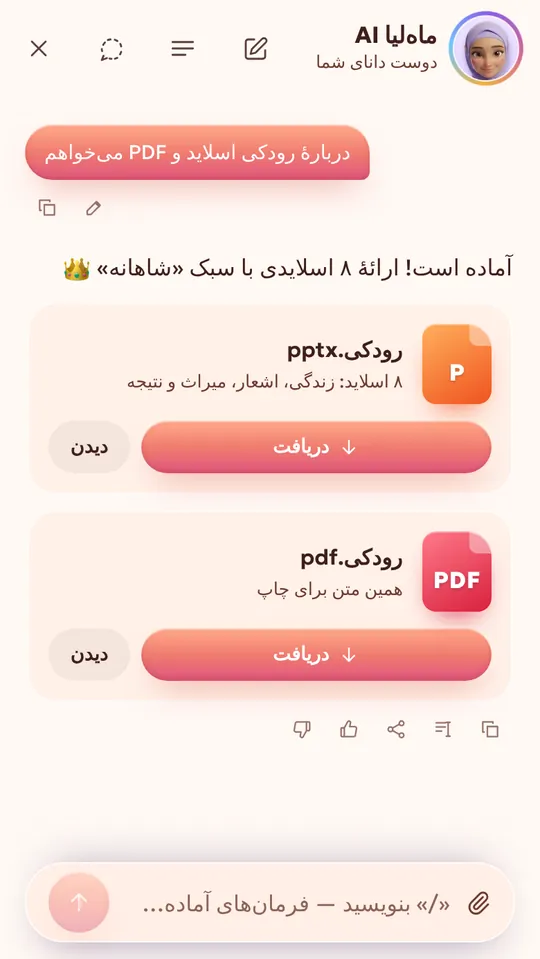 ماه‌لیا AI
دوست دانای شما
دربارهٔ رودکی اسلاید و PDF می‌خواهم
آماده است! ارائهٔ ۸ اسلایدی با سبک «شاهانه» 👑
P
رودکی.pptx
۸ اسلاید: زندگی، اشعار، میراث و نتیجه
↓ دریافت
دیدن
PDF
رودکی.pdf
همین متن برای چاپ
↓ دریافت
دیدن
«/» بنویسید — فرمان‌های آماده...